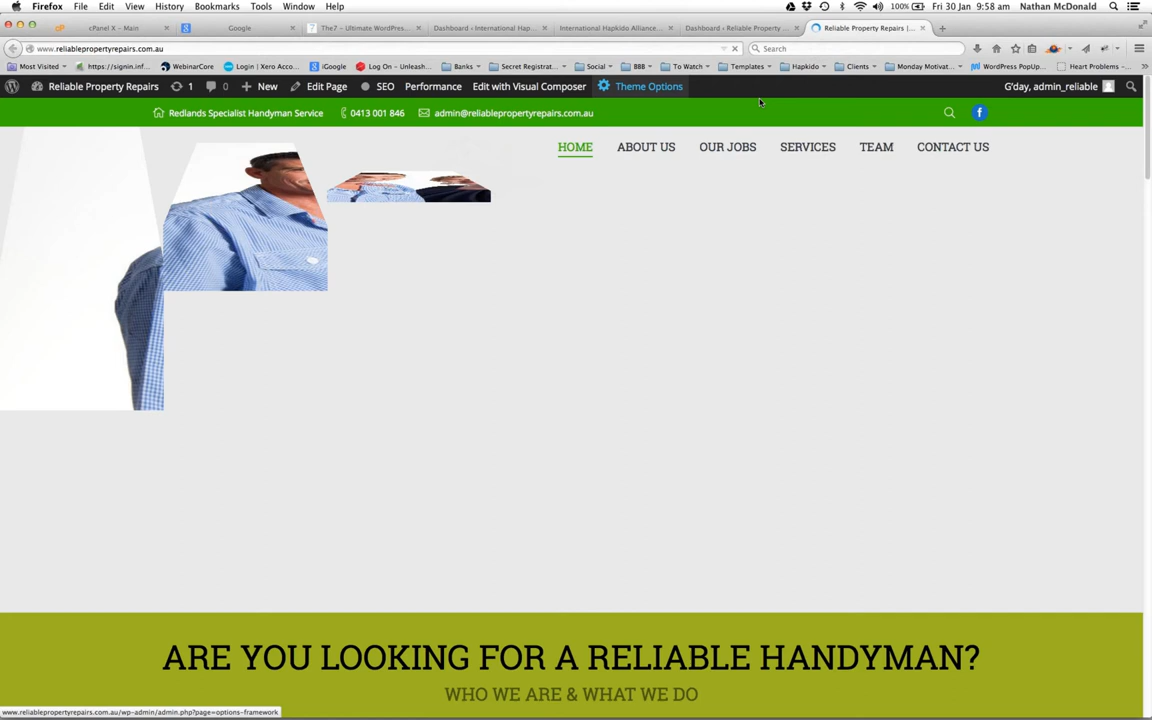 Firefox File Edit View History Bookmarks Tools Window Help 100% Fri 30 Jan 9:58 am Nathan McDonald
cPanel X – Main Google The7 – Ultimate WordPres... Dashboard ‹ International Hap... International Hapkido Alliance... Dashboard ‹ Reliable Property ... Reliable Property Repairs |...
www.reliablepropertyrepairs.com.au Search
Most Visited https://signin.inf... WebinarCore Login | Xero Acco... iGoogle Log On – Unleash... Banks Secret Registrat... Social BBB To Watch Templates Hapkido Clients Monday Motivat... WordPress PopUp... Heart Problems –...
Reliable Property Repairs 1 0 New Edit Page SEO Performance Edit with Visual Composer Theme Options G'day, admin_reliable
Redlands Specialist Handyman Service 0413 001 846 admin@reliablepropertyrepairs.com.au
HOME ABOUT US OUR JOBS SERVICES TEAM CONTACT US
ARE YOU LOOKING FOR A RELIABLE HANDYMAN?
WHO WE ARE & WHAT WE DO
www.reliablepropertyrepairs.com.au/wp-admin/admin.php?page=options-framework